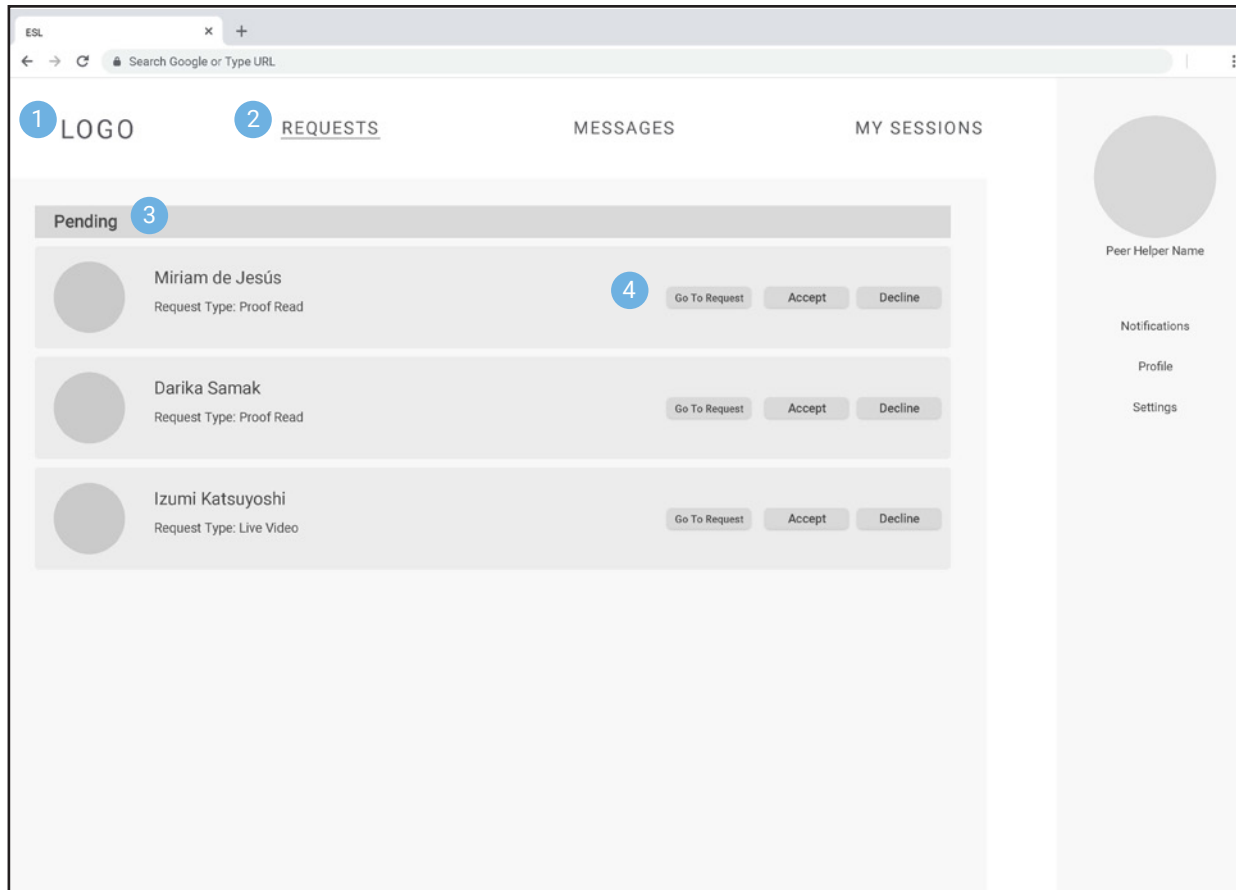 ESL
Search Google or Type URL
1 LOGO
2 REQUESTS
MESSAGES
MY SESSIONS
Pending 3
Miriam de Jesús
Request Type: Proof Read
4 Go To Request Accept Decline
Darika Samak
Request Type: Proof Read
Go To Request Accept Decline
Izumi Katsuyoshi
Request Type: Live Video
Go To Request Accept Decline
Peer Helper Name
Notifications
Profile
Settings